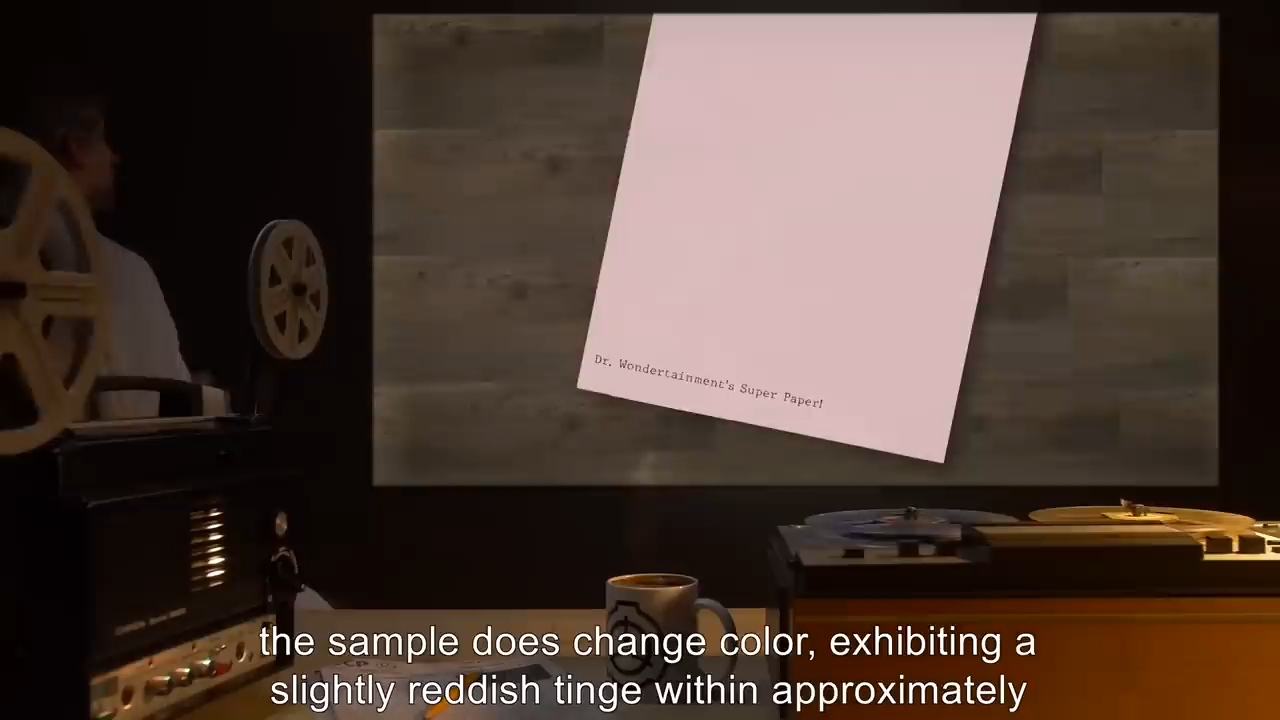 Dr. Wondertainment's Super Paper!
the sample does change color, exhibiting a
slightly reddish tinge within approximately